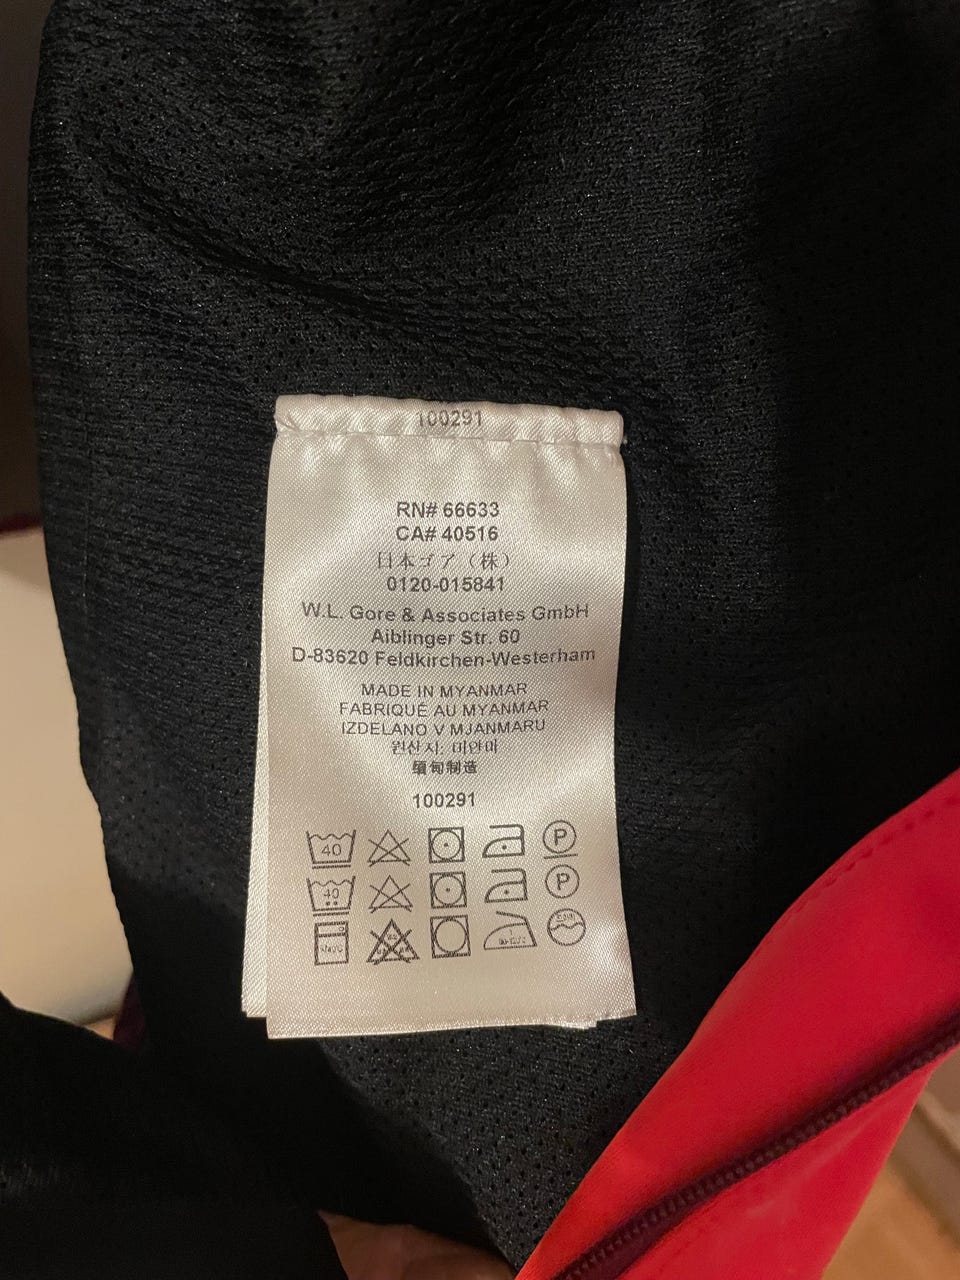 100291
RN# 66633
CA# 40516
日本ゴア（株）
0120-015841
W.L. Gore & Associates GmbH
Aiblinger Str. 60
D-83620 Feldkirchen-Westerham
MADE IN MYANMAR
FABRIQUÉ AU MYANMAR
IZDELANO V MJANMARU
원산지: 미얀마
缅甸制造
100291
40 P
40 P